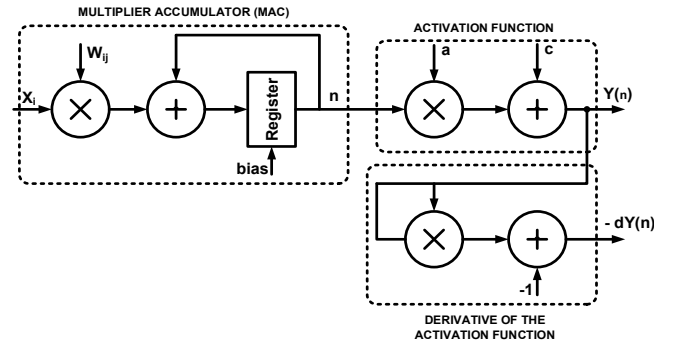 MULTIPLIER ACCUMULATOR (MAC)
ACTIVATION FUNCTION
Wij
a
c
Xi
n
Y(n)
Register
bias
- dY(n)
-1
DERIVATIVE OF THE
ACTIVATION FUNCTION